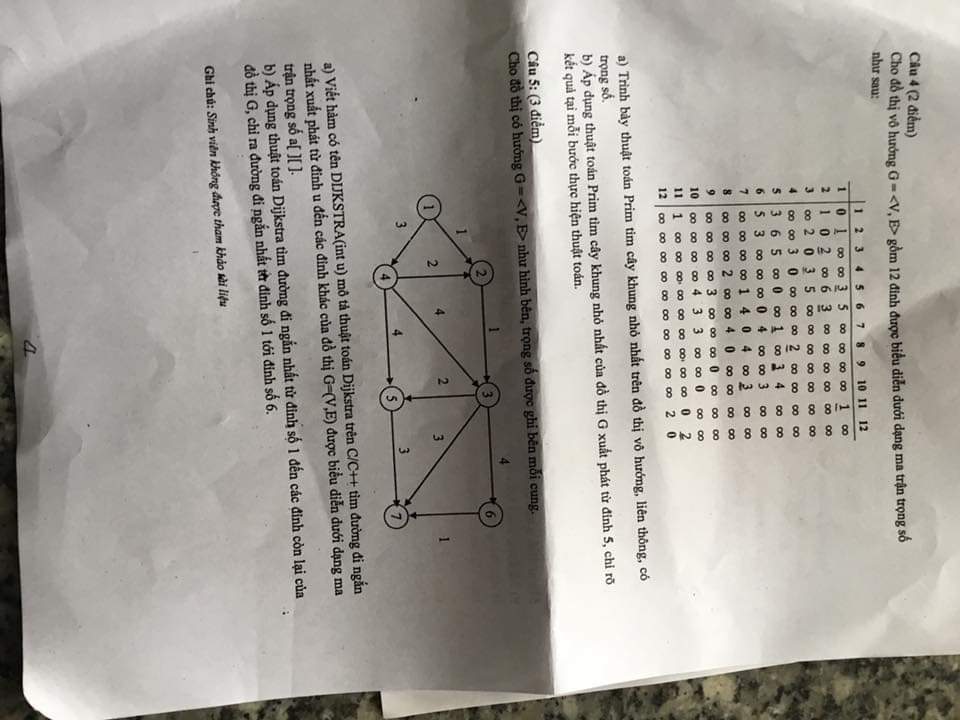 Câu 4 (2 điểm)
Cho đồ thị vô hướng G = <V, E> gồm 12 đỉnh được biểu diễn dưới dạng ma trận trọng số
như sau:
1 2 3 4 5 6 7 8 9 10 11 12
1 0 1 ∞ ∞ 3 5 ∞ ∞ ∞ ∞ 1 ∞
2 1 0 2 ∞ 6 3 ∞ ∞ ∞ ∞ ∞ ∞
3 ∞ 2 0 3 5 ∞ ∞ ∞ ∞ ∞ ∞ ∞
4 ∞ ∞ 3 0 ∞ ∞ ∞ 2 ∞ ∞ ∞ ∞
5 3 6 5 ∞ 0 ∞ 1 ∞ 3 4 ∞ ∞
6 5 3 ∞ ∞ ∞ 0 4 ∞ ∞ 3 ∞ ∞
7 ∞ ∞ ∞ ∞ 1 4 0 4 ∞ 3 ∞ ∞
8 ∞ ∞ ∞ 2 ∞ ∞ 4 0 ∞ ∞ ∞ ∞
9 ∞ ∞ ∞ ∞ 3 ∞ ∞ ∞ 0 ∞ ∞ ∞
10 ∞ ∞ ∞ ∞ 4 3 3 ∞ ∞ 0 ∞ ∞
11 1 ∞ ∞ ∞ ∞ ∞ ∞ ∞ ∞ ∞ 0 2
12 ∞ ∞ ∞ ∞ ∞ ∞ ∞ ∞ ∞ ∞ 2 0
a) Trình bày thuật toán Prim tìm cây khung nhỏ nhất trên đồ thị vô hướng, liên thông, có
trọng số.
b) Áp dụng thuật toán Prim tìm cây khung nhỏ nhất của đồ thị G xuất phát từ đỉnh 5, chỉ rõ
kết quả tại mỗi bước thực hiện thuật toán.
Câu 5: (3 điểm)
Cho đồ thị có hướng G = <V, E> như hình bên, trọng số được ghi bên mỗi cung.
1 4
2 3 6
1
1 2 4 2 3 1
3
4 4 5 3 7
a) Viết hàm có tên DIJKSTRA(int u) mô tả thuật toán Dijkstra trên C/C++ tìm đường đi ngắn
nhất xuất phát từ đỉnh u đến các đỉnh khác của đồ thị G=(V,E) được biểu diễn dưới dạng ma
trận trọng số a[ ][ ].
b) Áp dụng thuật toán Dijkstra tìm đường đi ngắn nhất từ đỉnh số 1 đến các đỉnh còn lại của
đồ thị G, chỉ ra đường đi ngắn nhất từ đỉnh số 1 tới đỉnh số 6.
Ghi chú: Sinh viên không được tham khảo tài liệu